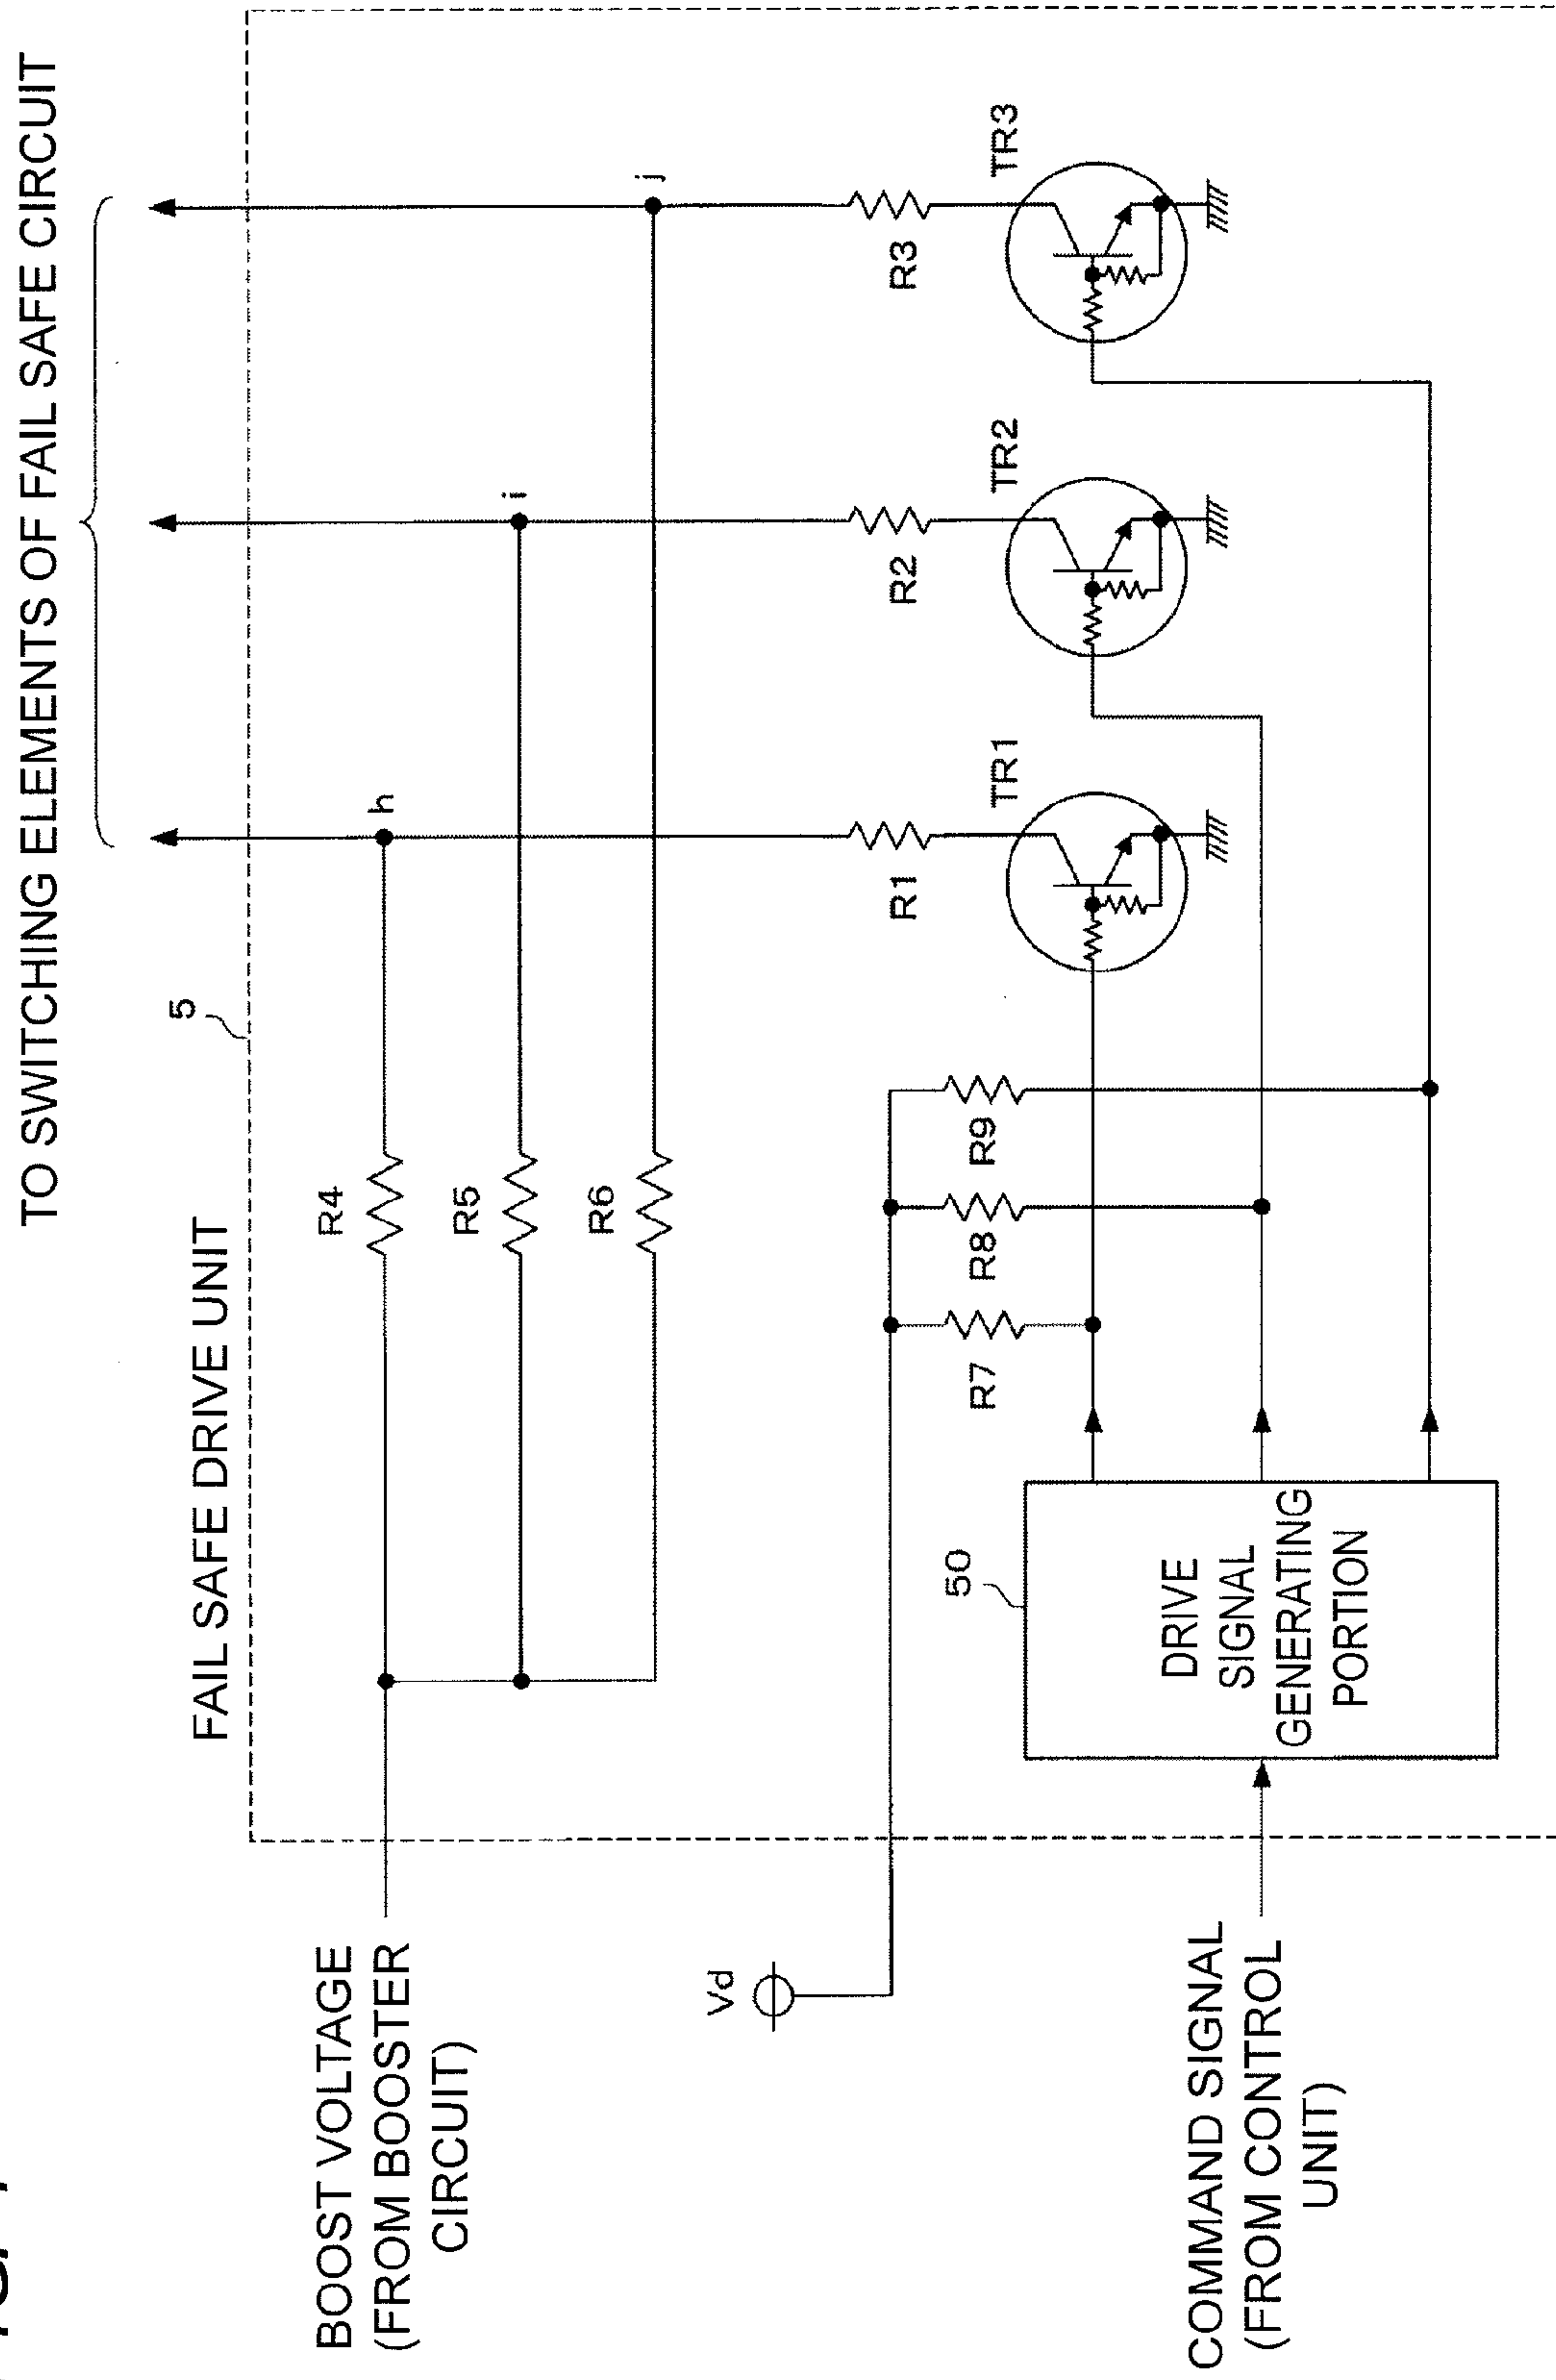 TO SWITCHING ELEMENTS OF FAIL SAFE CIRCUIT
FAIL SAFE DRIVE UNIT
5
BOOST VOLTAGE
(FROM BOOSTER
CIRCUIT)
R4
R5
R6
h
i
j
Vd
R7
R8
R9
R1
R2
R3
TR1
TR2
TR3
50
DRIVE
SIGNAL
GENERATING
PORTION
COMMAND SIGNAL
(FROM CONTROL
UNIT)